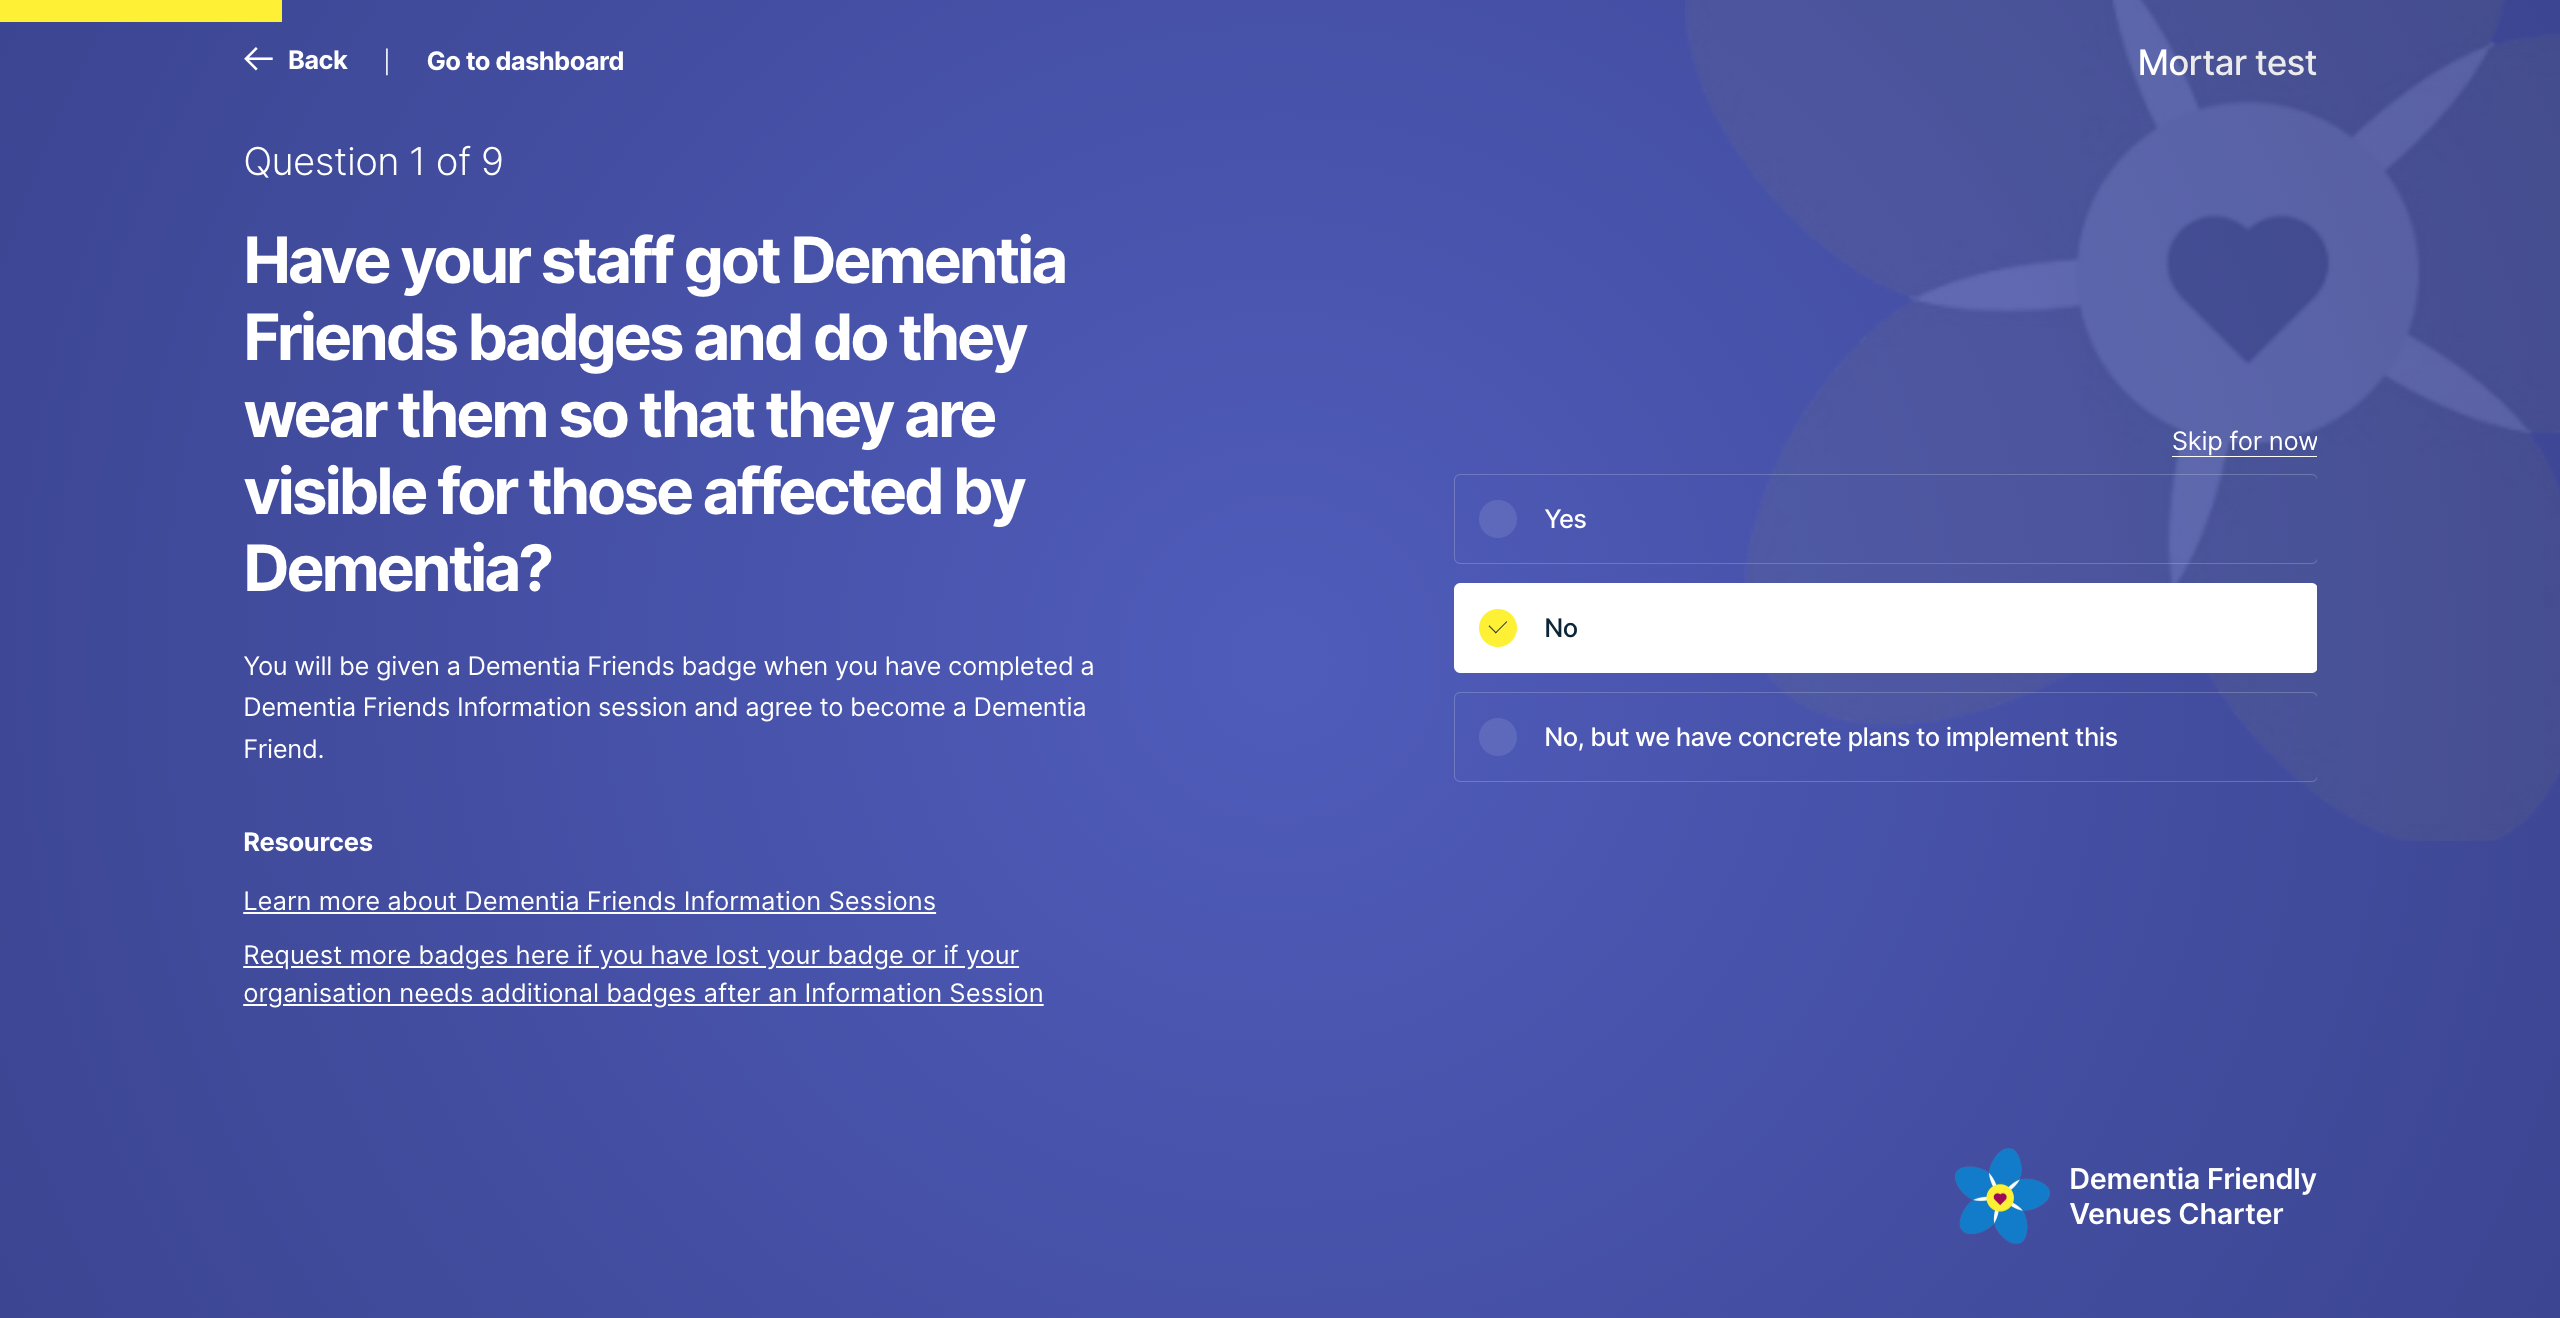 Back
Go to dashboard
Mortar test
Question 1 of 9
Have your staff got Dementia
Friends badges and do they
wear them so that they are
visible for those affected by
Dementia?
You will be given a Dementia Friends badge when you have completed a
Dementia Friends Information session and agree to become a Dementia
Friend.
Resources
Learn more about Dementia Friends Information Sessions
Request more badges here if you have lost your badge or if your
organisation needs additional badges after an Information Session
Skip for now
Yes
No
No, but we have concrete plans to implement this
Dementia Friendly
Venues Charter